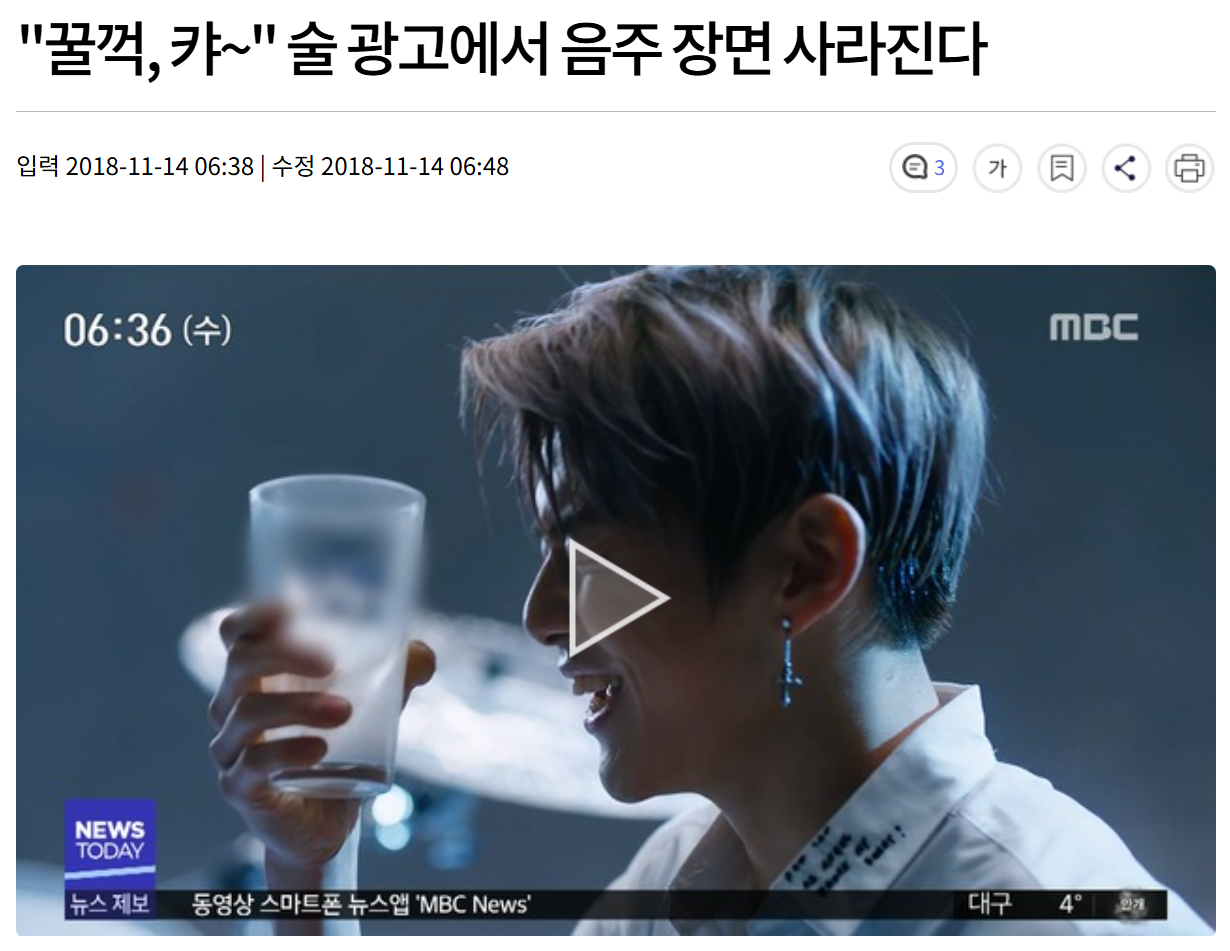 "꿀꺽, 캬~" 술 광고에서 음주 장면 사라진다
입력 2018-11-14 06:38 | 수정 2018-11-14 06:48
3
가
06:36 (수)
MBC
NEWS
TODAY
뉴스 제보
동영상 스마트폰 뉴스앱 'MBC News'
대구 4° 안개